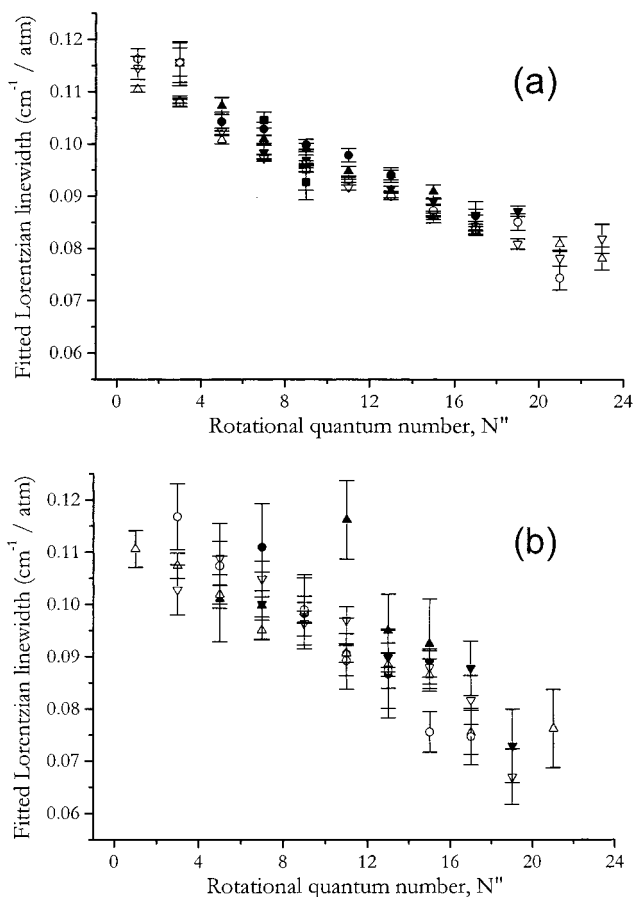 0.12
0.11
0.10
0.09
0.08
0.07
0.06
Fitted Lorentzian linewidth (cm⁻¹ / atm)
(a)
0 4 8 12 16 20 24
Rotational quantum number, N"
0.12
0.11
0.10
0.09
0.08
0.07
0.06
Fitted Lorentzian linewidth (cm⁻¹ / atm)
(b)
0 4 8 12 16 20 24
Rotational quantum number, N"